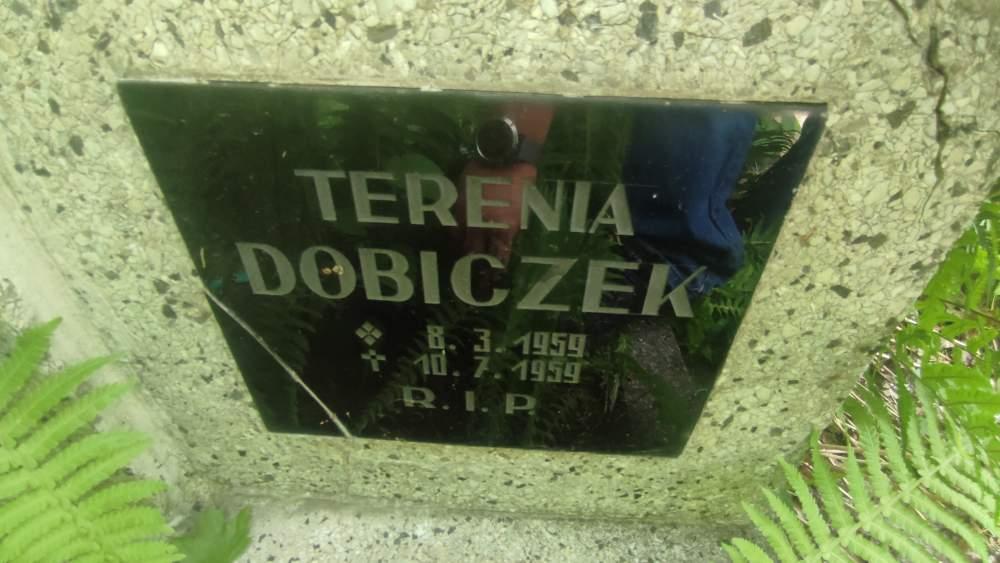 TERENIA
DOBICZEK
❖ 8. 3. 1959
✝ 10. 7. 1959
R. I. P.